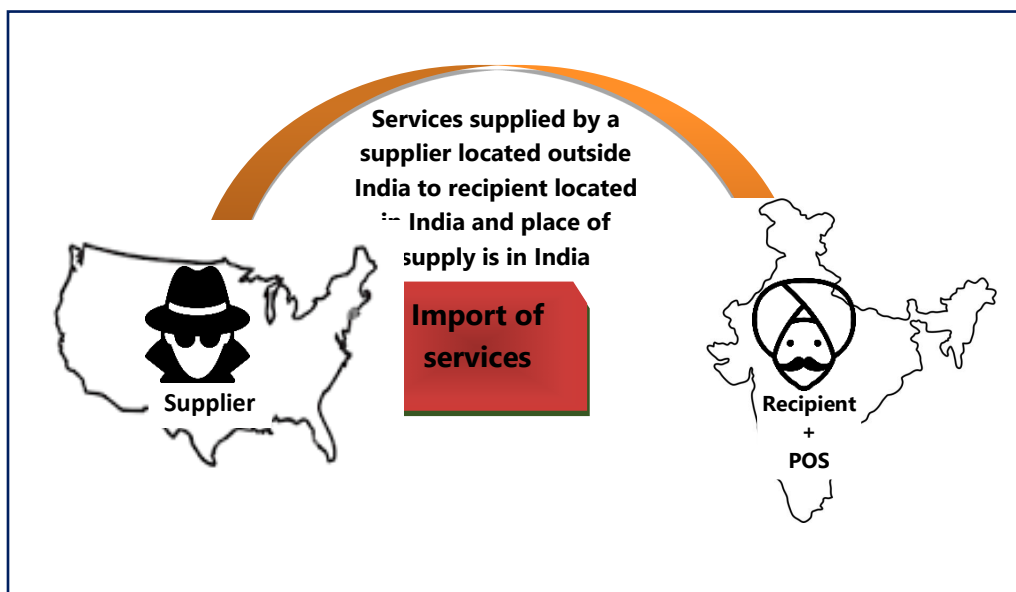 Services supplied by a
supplier located outside
India to recipient located
in India and place of
supply is in India
Import of
services
Supplier
Recipient
+
POS